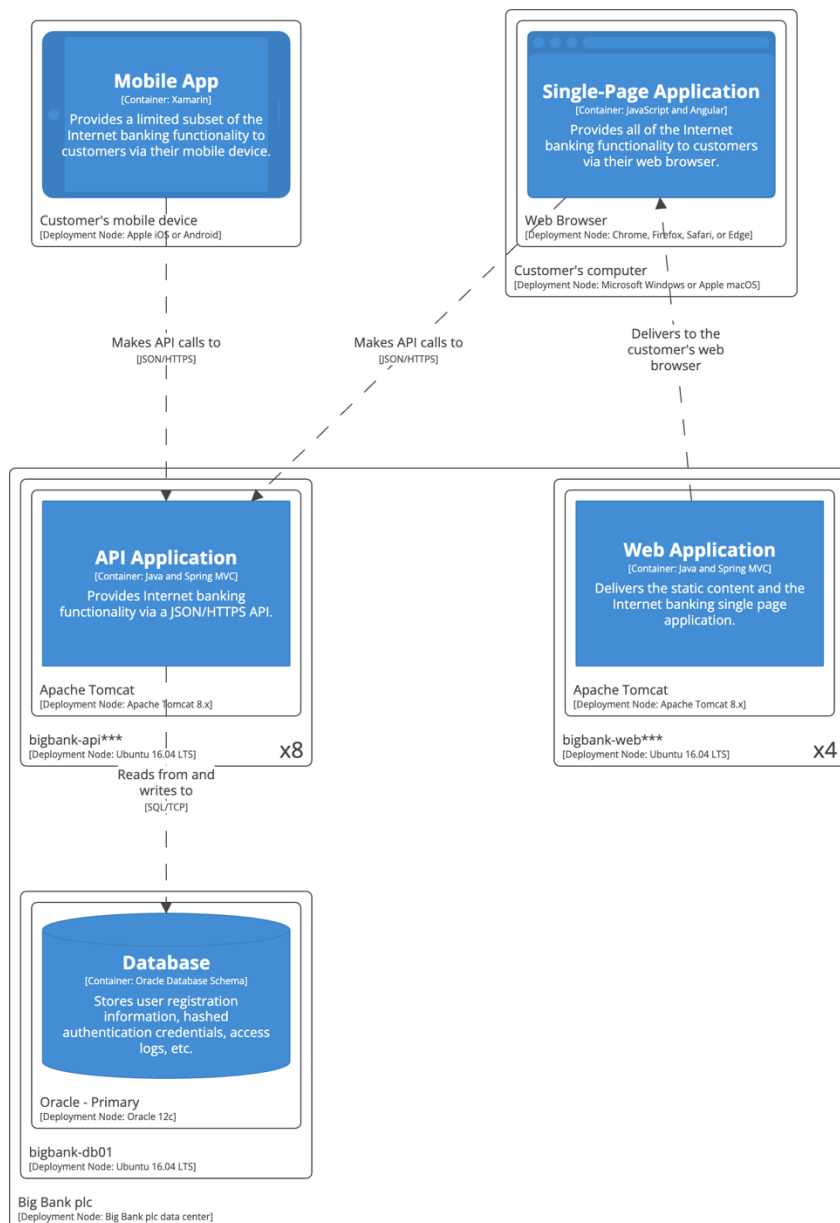 Mobile App
[Container: Xamarin]
Provides a limited subset of the
Internet banking functionality to
customers via their mobile device.
Customer's mobile device
[Deployment Node: Apple iOS or Android]
Single-Page Application
[Container: JavaScript and Angular]
Provides all of the Internet
banking functionality to customers
via their web browser.
Web Browser
[Deployment Node: Chrome, Firefox, Safari, or Edge]
Customer's computer
[Deployment Node: Microsoft Windows or Apple macOS]
Makes API calls to
[JSON/HTTPS]
Makes API calls to
[JSON/HTTPS]
Delivers to the
customer's web
browser
API Application
[Container: Java and Spring MVC]
Provides Internet banking
functionality via a JSON/HTTPS API.
Apache Tomcat
[Deployment Node: Apache Tomcat 8.x]
bigbank-api***
[Deployment Node: Ubuntu 16.04 LTS]
x8
Web Application
[Container: Java and Spring MVC]
Delivers the static content and the
Internet banking single page
application.
Apache Tomcat
[Deployment Node: Apache Tomcat 8.x]
bigbank-web***
[Deployment Node: Ubuntu 16.04 LTS]
x4
Reads from and
writes to
[SQL/TCP]
Database
[Container: Oracle Database Schema]
Stores user registration
information, hashed
authentication credentials, access
logs, etc.
Oracle - Primary
[Deployment Node: Oracle 12c]
bigbank-db01
[Deployment Node: Ubuntu 16.04 LTS]
Big Bank plc
[Deployment Node: Big Bank plc data center]